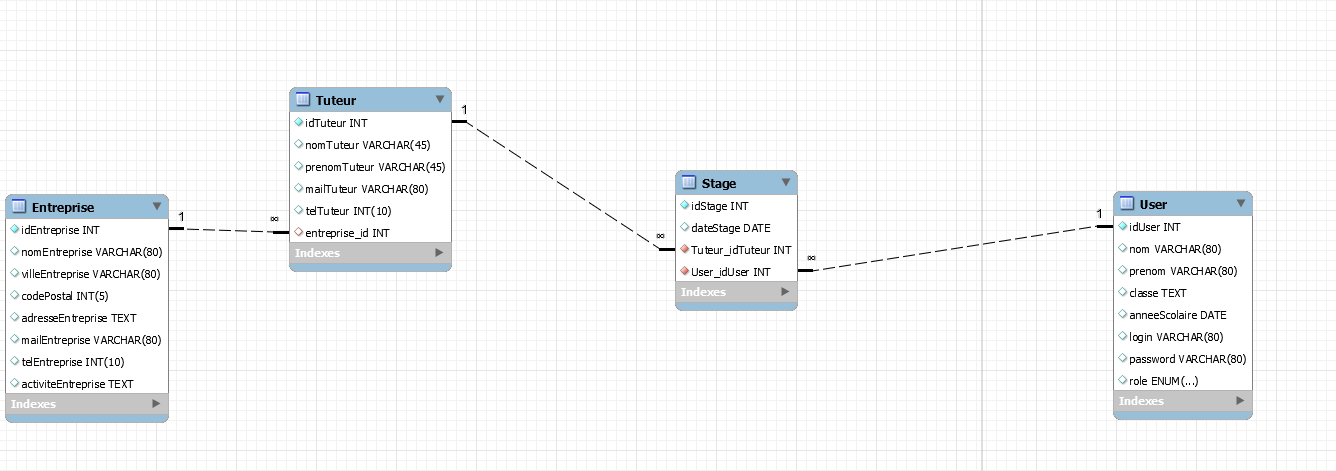 Entreprise
idEntreprise INT
nomEntreprise VARCHAR(80)
villeEntreprise VARCHAR(80)
codePostal INT(5)
adresseEntreprise TEXT
mailEntreprise VARCHAR(80)
telEntreprise INT(10)
activiteEntreprise TEXT
Indexes
1
∞
Tuteur
idTuteur INT
nomTuteur VARCHAR(45)
prenomTuteur VARCHAR(45)
mailTuteur VARCHAR(80)
telTuteur INT(10)
entreprise_id INT
Indexes
1
∞
Stage
idStage INT
dateStage DATE
Tuteur_idTuteur INT
User_idUser INT
Indexes
∞
1
User
idUser INT
nom VARCHAR(80)
prenom VARCHAR(80)
classe TEXT
anneeScolaire DATE
login VARCHAR(80)
password VARCHAR(80)
role ENUM(...)
Indexes